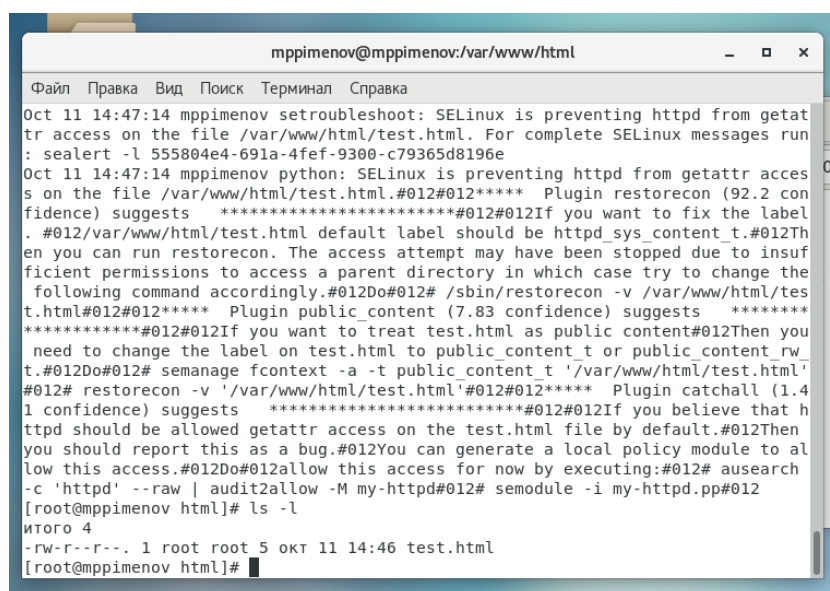 mppimenov@mppimenov:/var/www/html
Файл Правка Вид Поиск Терминал Справка
Oct 11 14:47:14 mppimenov setroubleshoot: SELinux is preventing httpd from getat
tr access on the file /var/www/html/test.html. For complete SELinux messages run
: sealert -l 555804e4-691a-4fef-9300-c79365d8196e
Oct 11 14:47:14 mppimenov python: SELinux is preventing httpd from getattr acces
s on the file /var/www/html/test.html.#012#012*****  Plugin restorecon (92.2 con
fidence) suggests   ************************#012#012If you want to fix the label
. #012/var/www/html/test.html default label should be httpd_sys_content_t.#012Th
en you can run restorecon. The access attempt may have been stopped due to insuf
ficient permissions to access a parent directory in which case try to change the
 following command accordingly.#012Do#012# /sbin/restorecon -v /var/www/html/tes
t.html#012#012*****  Plugin public_content (7.83 confidence) suggests   ********
************#012#012If you want to treat test.html as public content#012Then you
 need to change the label on test.html to public_content_t or public_content_rw_
t.#012Do#012# semanage fcontext -a -t public_content_t '/var/www/html/test.html'
#012# restorecon -v '/var/www/html/test.html'#012#012*****  Plugin catchall (1.4
1 confidence) suggests   **************************#012#012If you believe that h
ttpd should be allowed getattr access on the test.html file by default.#012Then
you should report this as a bug.#012You can generate a local policy module to al
low this access.#012Do#012allow this access for now by executing:#012# ausearch
-c 'httpd' --raw | audit2allow -M my-httpd#012# semodule -i my-httpd.pp#012
[root@mppimenov html]# ls -l
итого 4
-rw-r--r--. 1 root root 5 окт 11 14:46 test.html
[root@mppimenov html]#